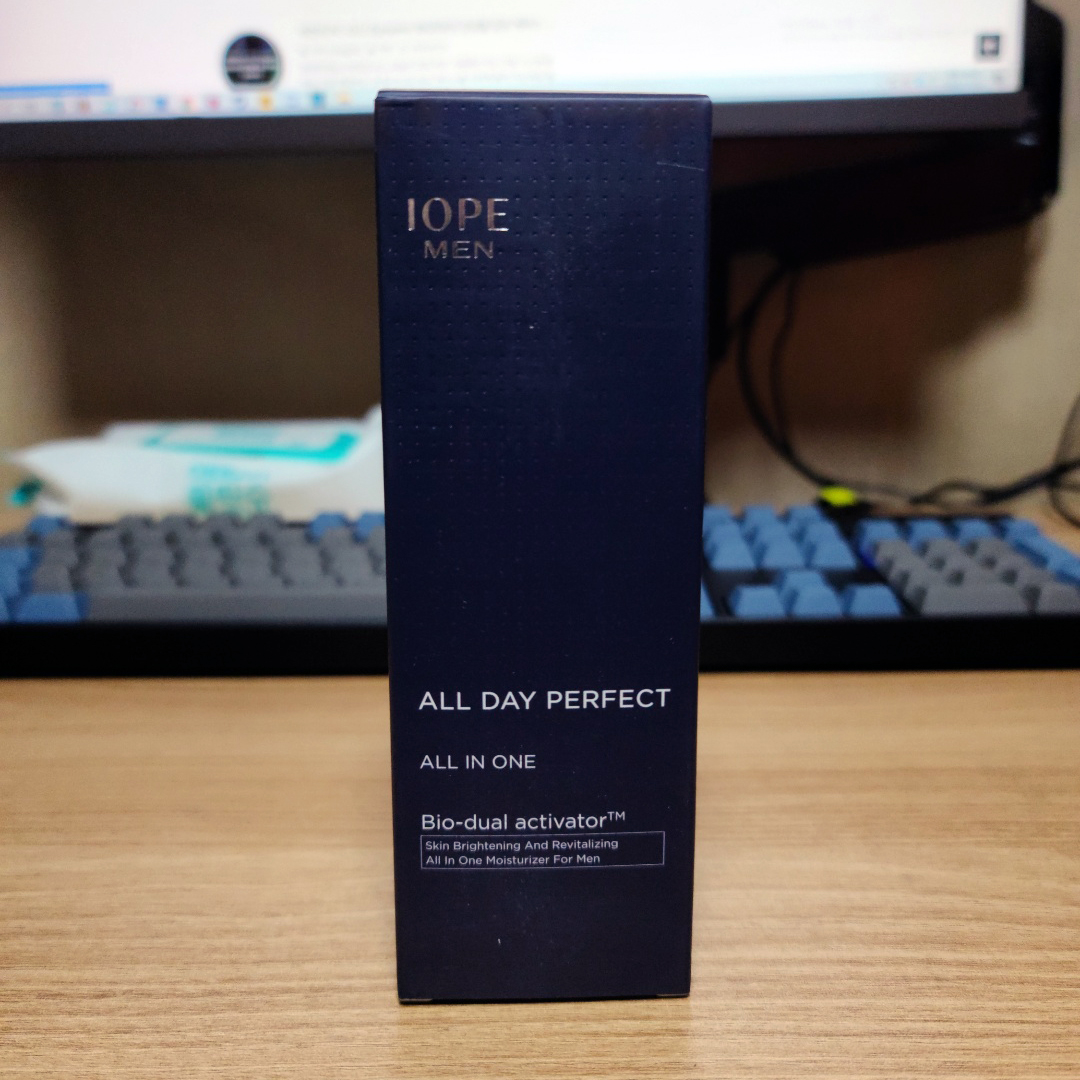 IOPE
MEN
ALL DAY PERFECT
ALL IN ONE
Bio-dual activator™
Skin Brightening And Revitalizing
All In One Moisturizer For Men